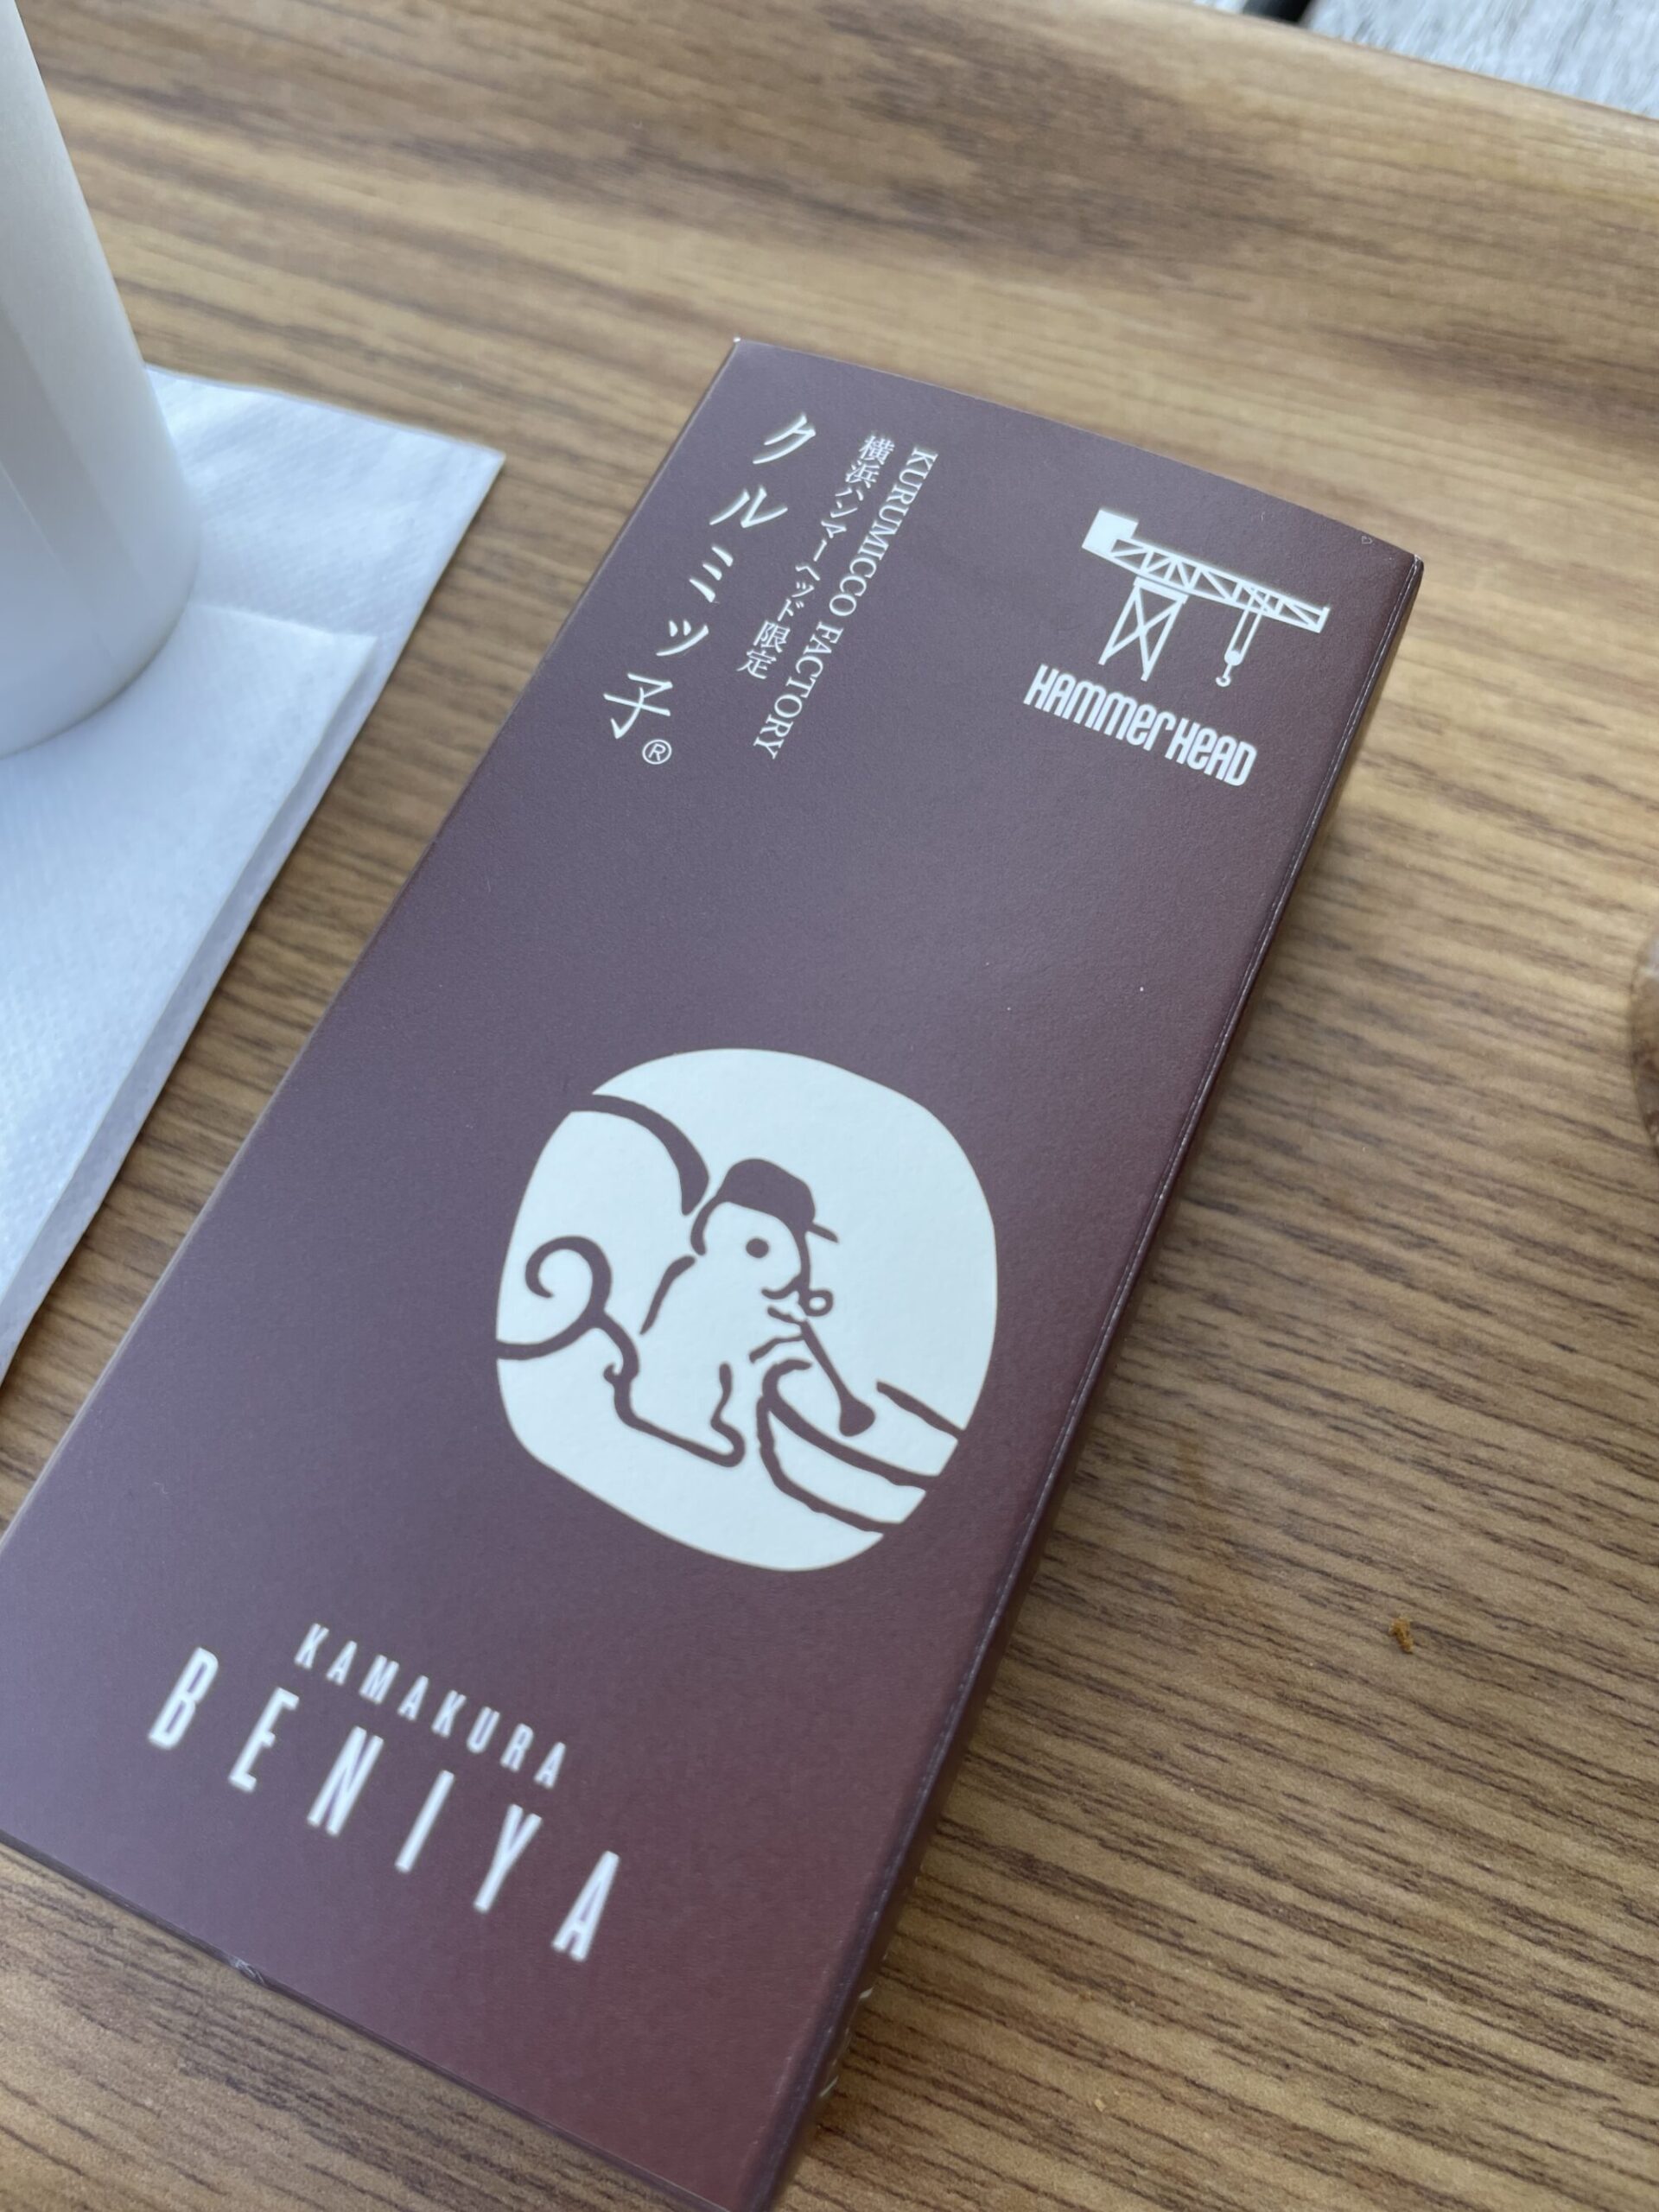 クルミッ子®
横浜ハンマーヘッド限定
KURUMICCO FACTORY
HAMMERHEAD
KAMAKURA
BENIYA